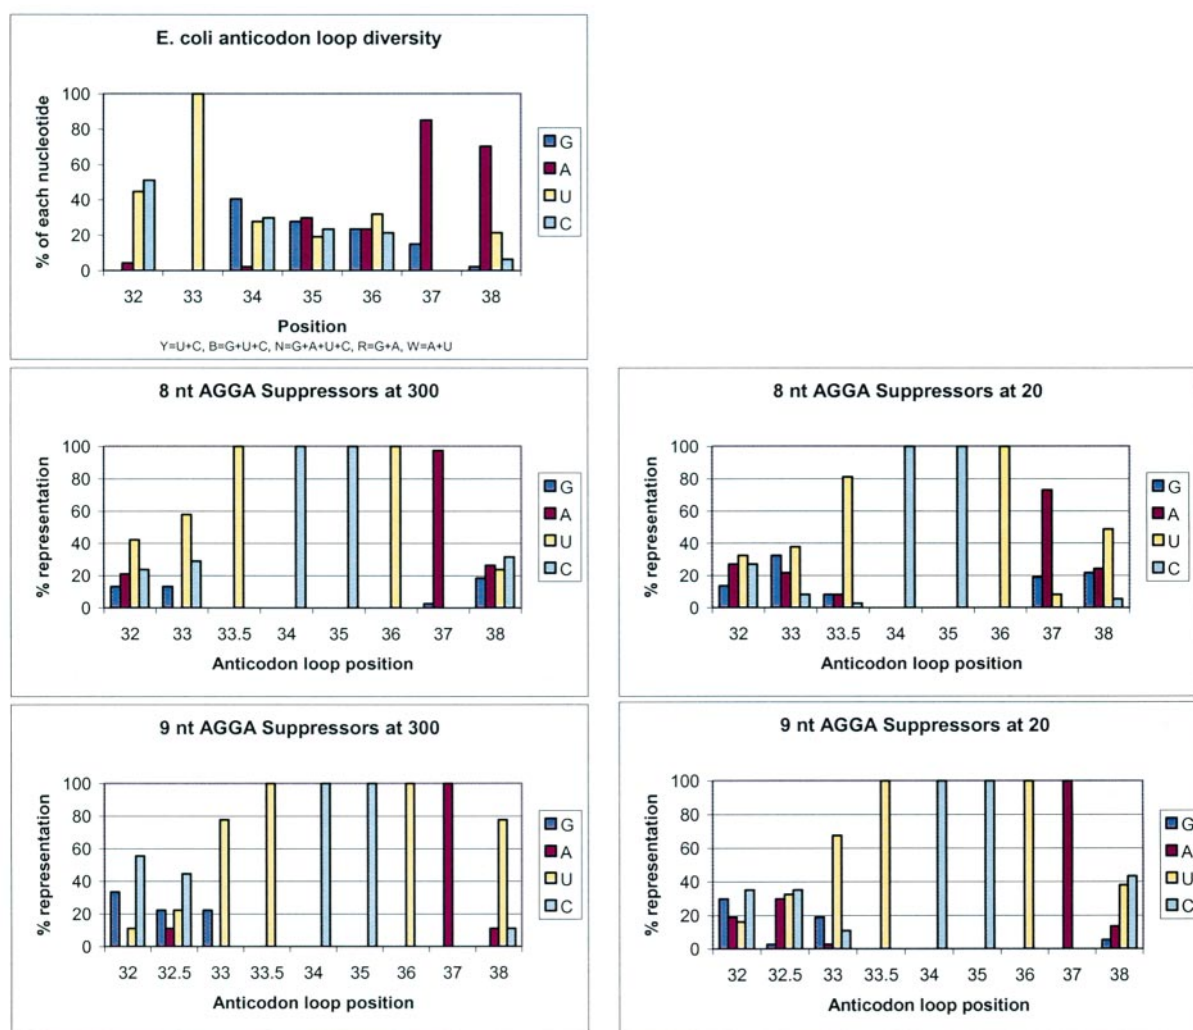 E. coli anticodon loop diversity
% of each nucleotide
100
80
60
40
20
0
32 33 34 35 36 37 38
Position
Y=U+C, B=G+U+C, N=G+A+U+C, R=G+A, W=A+U
G
A
U
C
8 nt AGGA Suppressors at 300
% representation
100
80
60
40
20
0
32 33 33.5 34 35 36 37 38
Anticodon loop position
G
A
U
C
8 nt AGGA Suppressors at 20
% representation
100
80
60
40
20
0
32 33 33.5 34 35 36 37 38
Anticodon loop position
G
A
U
C
9 nt AGGA Suppressors at 300
% representation
100
80
60
40
20
0
32 32.5 33 33.5 34 35 36 37 38
Anticodon loop position
G
A
U
C
9 nt AGGA Suppressors at 20
% representation
100
80
60
40
20
0
32 32.5 33 33.5 34 35 36 37 38
Anticodon loop position
G
A
U
C